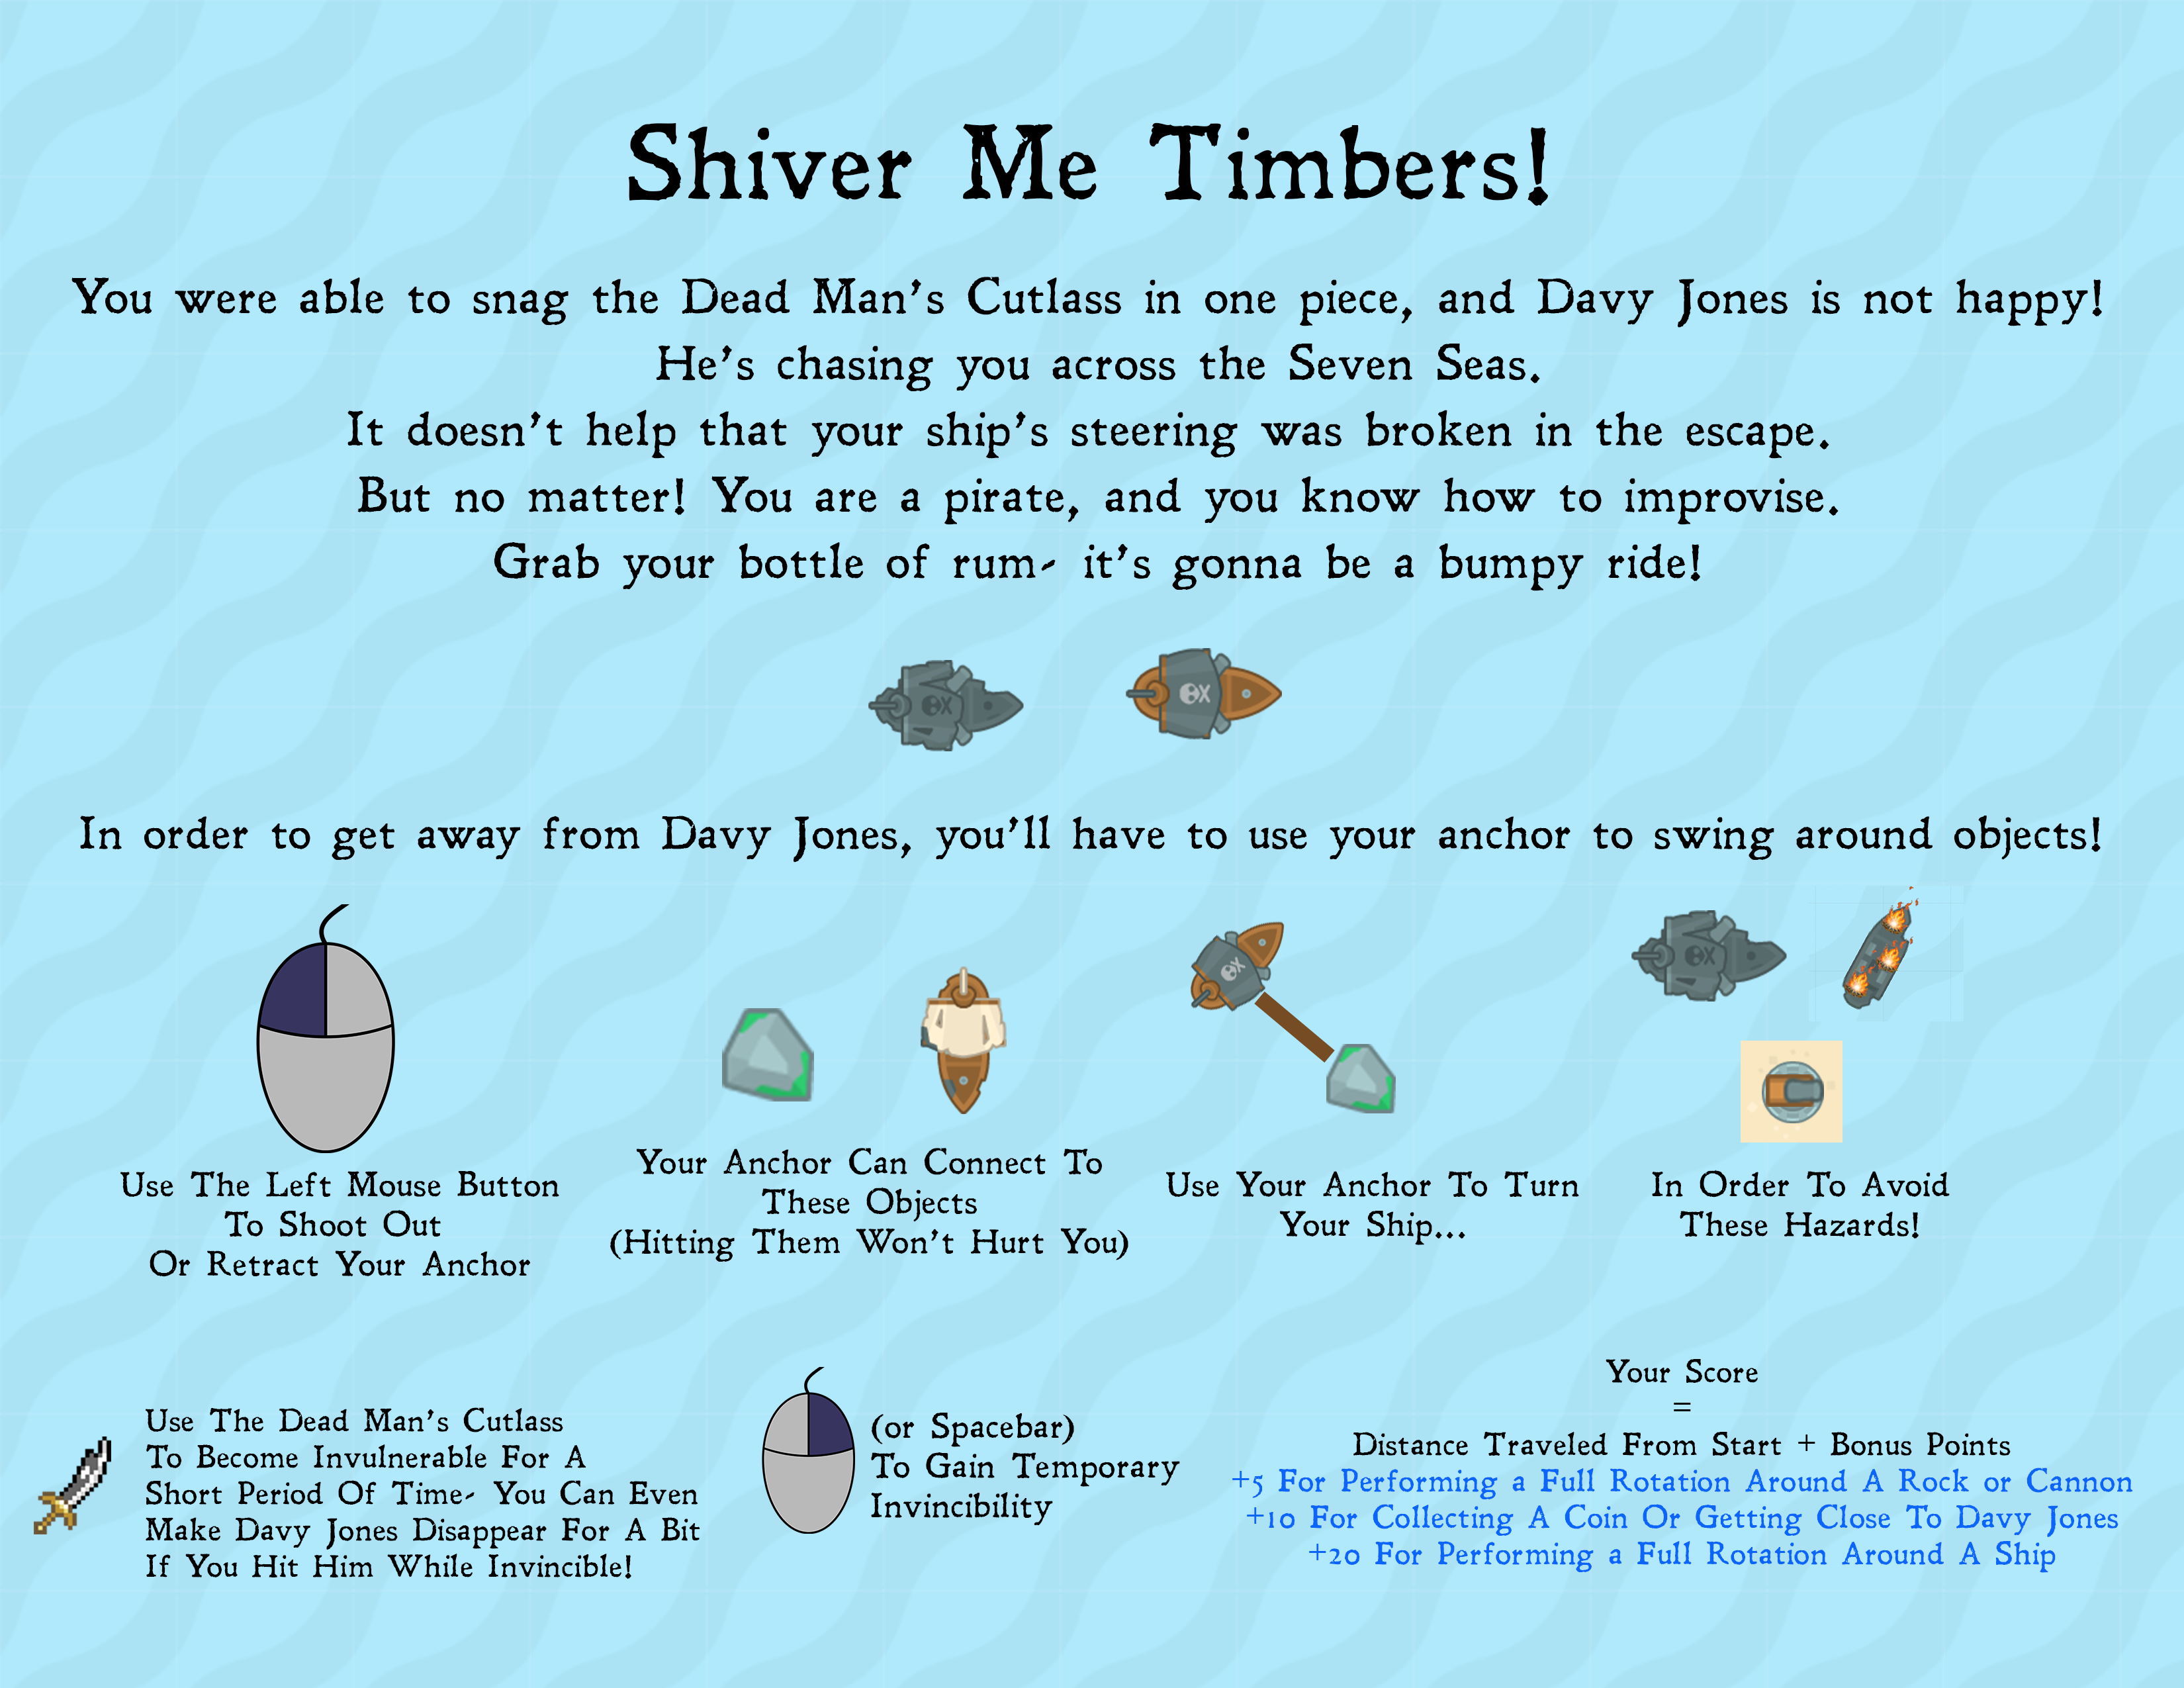 Shiver Me Timbers!
You were able to snag the Dead Man's Cutlass in one piece, and Davy Jones is not happy!
He's chasing you across the Seven Seas.
It doesn't help that your ship's steering was broken in the escape.
But no matter! You are a pirate, and you know how to improvise.
Grab your bottle of rum- it's gonna be a bumpy ride!
In order to get away from Davy Jones, you'll have to use your anchor to swing around objects!
Use The Left Mouse Button
To Shoot Out
Or Retract Your Anchor
Your Anchor Can Connect To
These Objects
(Hitting Them Won't Hurt You)
Use Your Anchor To Turn
Your Ship...
In Order To Avoid
These Hazards!
Use The Dead Man's Cutlass
To Become Invulnerable For A
Short Period Of Time- You Can Even
Make Davy Jones Disappear For A Bit
If You Hit Him While Invincible!
(or Spacebar)
To Gain Temporary
Invincibility
Your Score
=
Distance Traveled From Start + Bonus Points
+5 For Performing a Full Rotation Around A Rock or Cannon
+10 For Collecting A Coin Or Getting Close To Davy Jones
+20 For Performing a Full Rotation Around A Ship